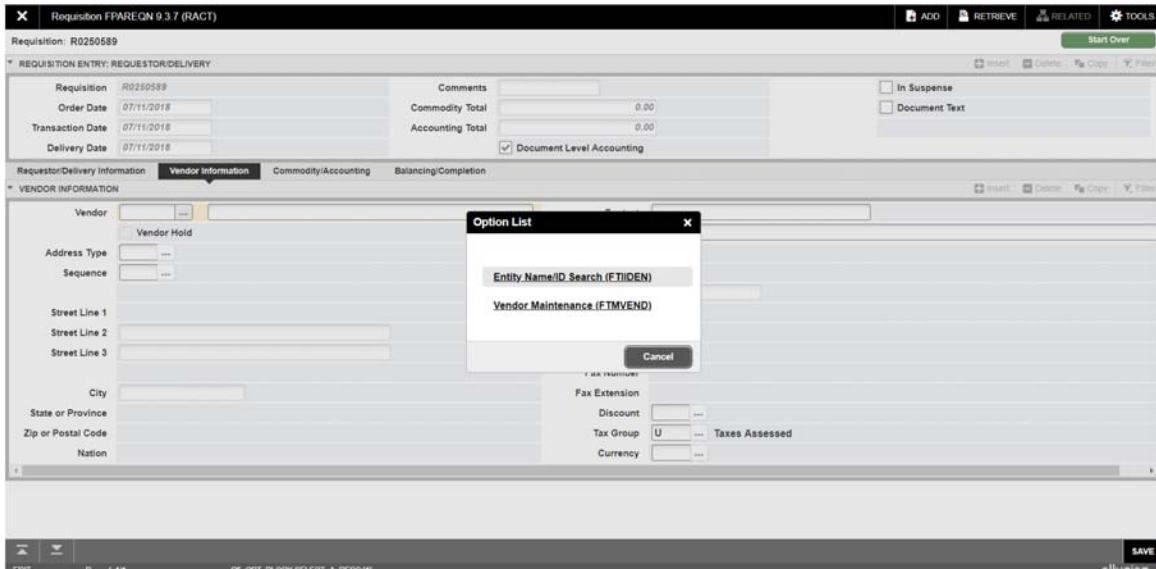 Requisition FPAREQN 9.3.7 (RACT) ADD RETRIEVE RELATED TOOLS
Requisition: R0250589 Start Over
REQUISITION ENTRY: REQUESTOR/DELIVERY Insert Delete Copy Filter
Requisition R0250589 Comments In Suspense
Order Date 07/11/2018 Commodity Total 0.00 Document Text
Transaction Date 07/11/2018 Accounting Total 0.00
Delivery Date 07/11/2018 Document Level Accounting
Requestor/Delivery Information Vendor Information Commodity/Accounting Balancing/Completion
VENDOR INFORMATION Insert Delete Copy Filter
Vendor ...
Option List
Vendor Hold
Address Type ...
Sequence ...
Entity Name/ID Search (FTIIDEN)
Vendor Maintenance (FTMVEND)
Street Line 1
Street Line 2
Street Line 3
Cancel
Fax Number
City Fax Extension
State or Province Discount ...
Zip or Postal Code Tax Group U ... Taxes Assessed
Nation Currency ...
SAVE